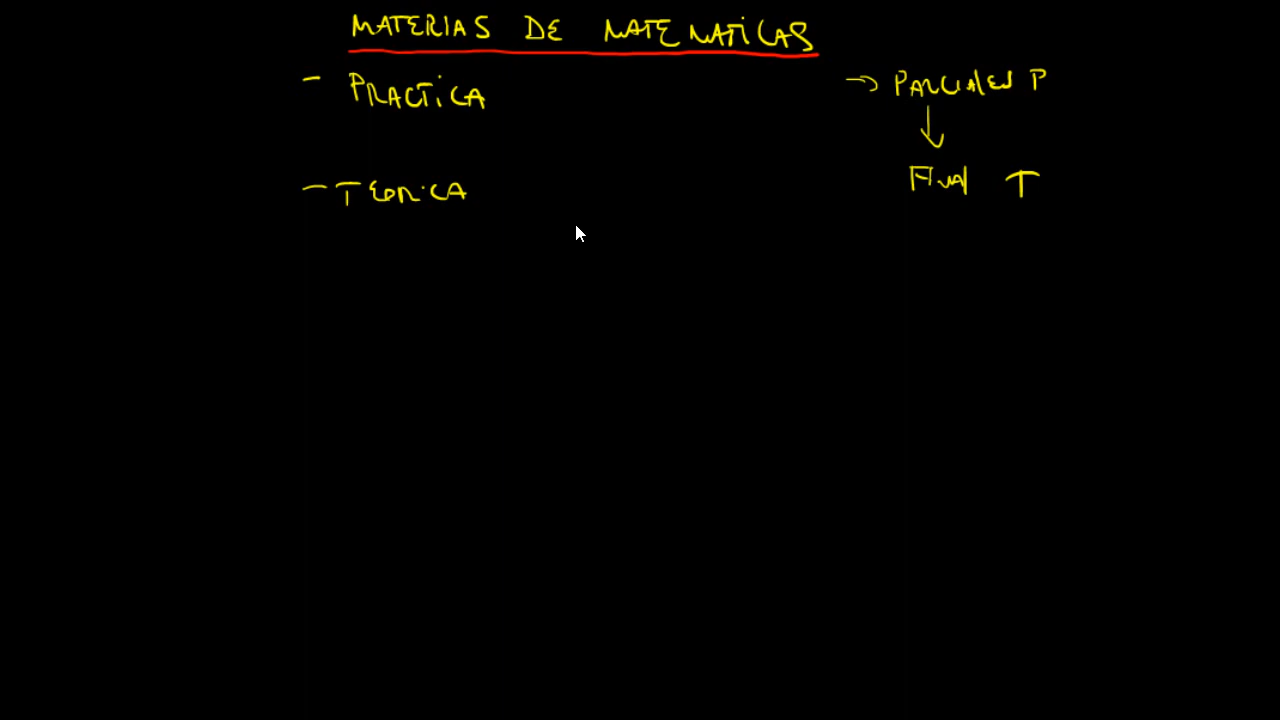 MATERIAS DE MATEMATICAS
- PRACTICA
→ PARCIALES P
↓
FINAL T
- TEORICA